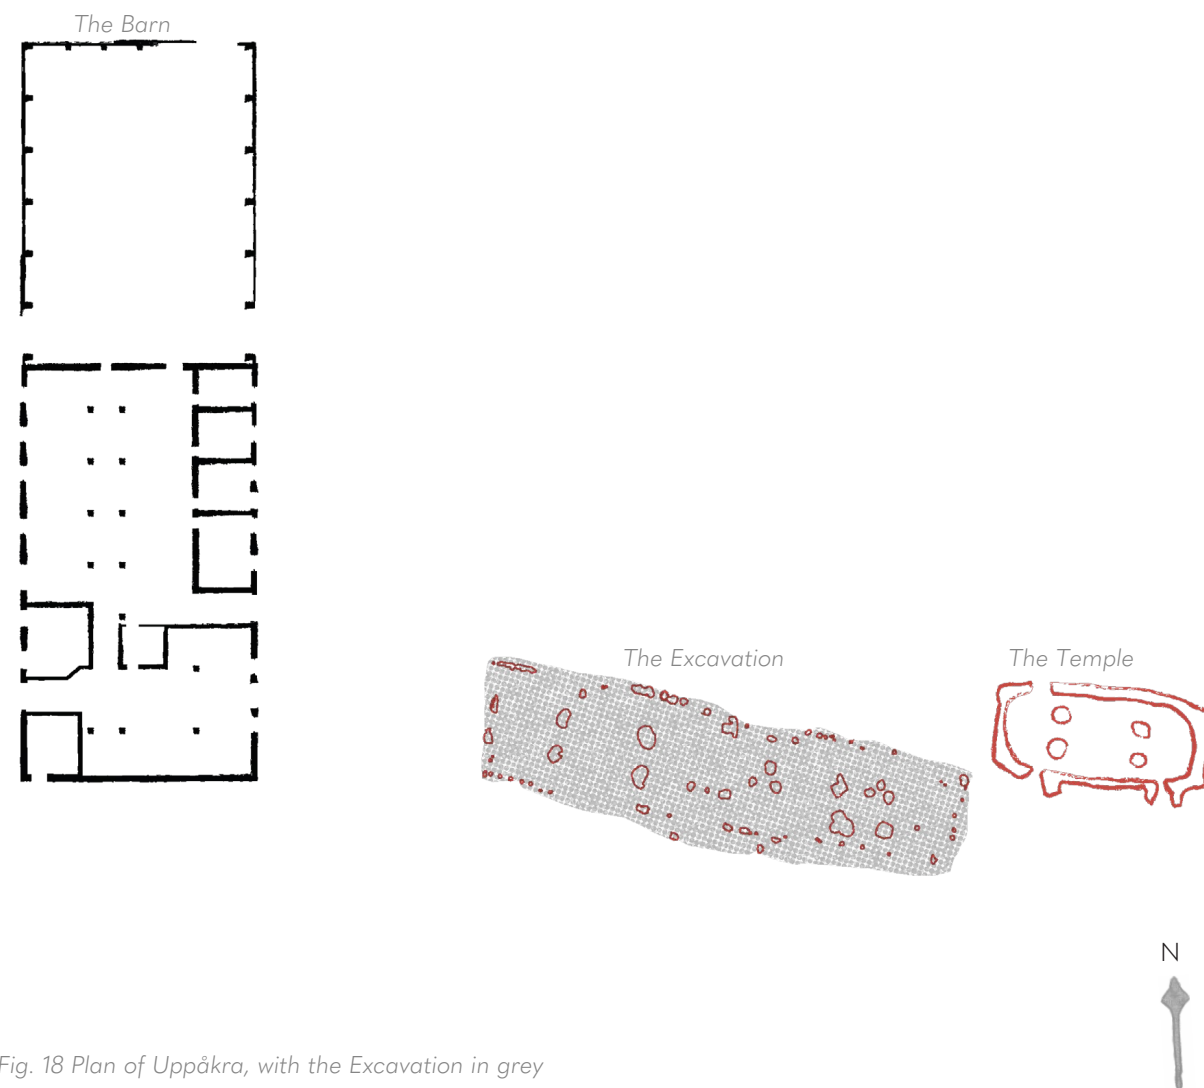 The Barn
The Excavation
The Temple
N
Fig. 18 Plan of Uppåkra, with the Excavation in grey